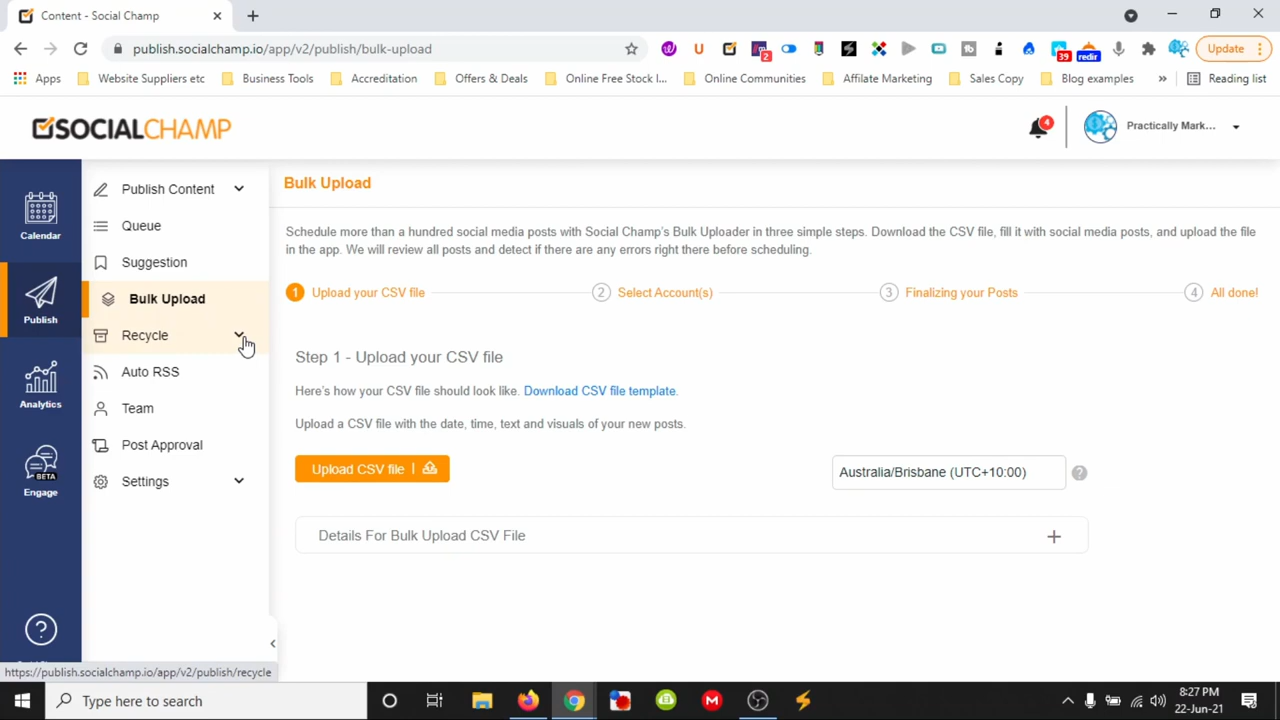 Content - Social Champ
publish.socialchamp.io/app/v2/publish/bulk-upload
2
39
redir
Update
Apps
Website Suppliers etc
Business Tools
Accreditation
Offers & Deals
Online Free Stock I...
Online Communities
Affilate Marketing
Sales Copy
Blog examples
»
Reading list
SOCIALCHAMP
4
Practically Mark...
Calendar
Publish
Analytics
BETA
Engage
Publish Content
Queue
Suggestion
Bulk Upload
Recycle
Auto RSS
Team
Post Approval
Settings
Bulk Upload
Schedule more than a hundred social media posts with Social Champ's Bulk Uploader in three simple steps. Download the CSV file, fill it with social media posts, and upload the file
in the app. We will review all posts and detect if there are any errors right there before scheduling.
1 Upload your CSV file
2 Select Account(s)
3 Finalizing your Posts
4 All done!
Step 1 - Upload your CSV file
Here's how your CSV file should look like. Download CSV file template.
Upload a CSV file with the date, time, text and visuals of your new posts.
Upload CSV file
Australia/Brisbane (UTC+10:00)
?
Details For Bulk Upload CSV File
https://publish.socialchamp.io/app/v2/publish/recycle
Type here to search
8:27 PM
22-Jun-21